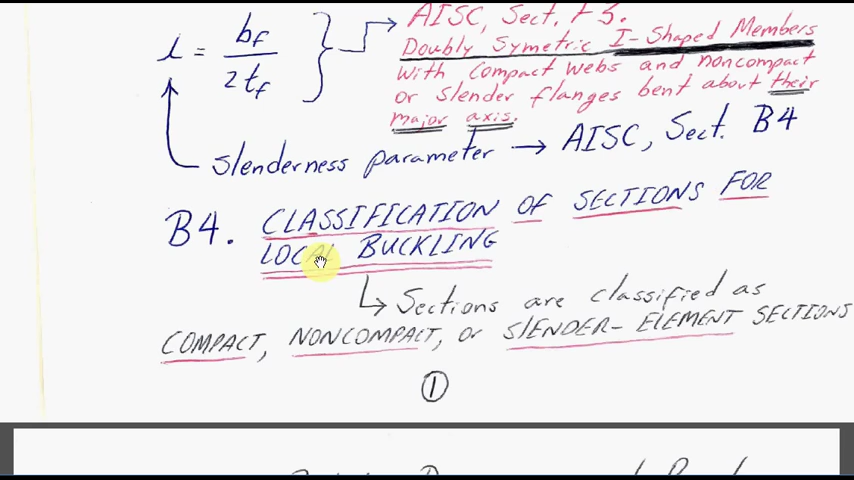 AISC, Sect. F3.
λ = bf / 2tf
Doubly Symetric I-Shaped Members
With Compact Webs and noncompact
or Slender flanges bent about their
major axis.
Slenderness parameter → AISC, Sect. B4
B4. CLASSIFICATION OF SECTIONS FOR
LOCAL BUCKLING
↳ Sections are classified as
COMPACT, NONCOMPACT, or Slender-ELEMENT SECTIONS
①